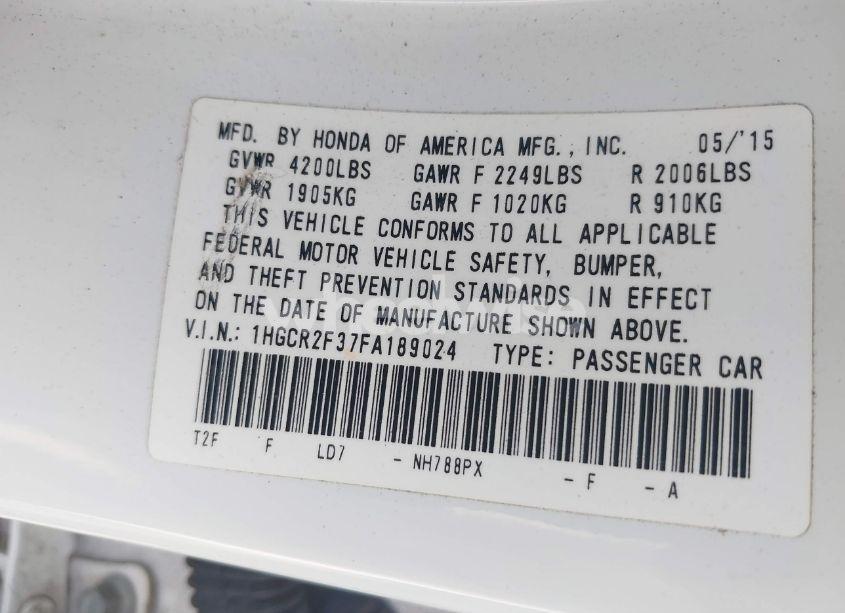 MFD. BY HONDA OF AMERICA MFG., INC. 05/'15
GVWR 4200LBS GAWR F 2249LBS R 2006LBS
GVWR 1905KG GAWR F 1020KG R 910KG
THIS VEHICLE CONFORMS TO ALL APPLICABLE
FEDERAL MOTOR VEHICLE SAFETY, BUMPER,
AND THEFT PREVENTION STANDARDS IN EFFECT
ON THE DATE OF MANUFACTURE SHOWN ABOVE.
V.I.N.: 1HGCR2F37FA189024 TYPE: PASSENGER CAR
T2F F LD7 - NH788PX - F - A